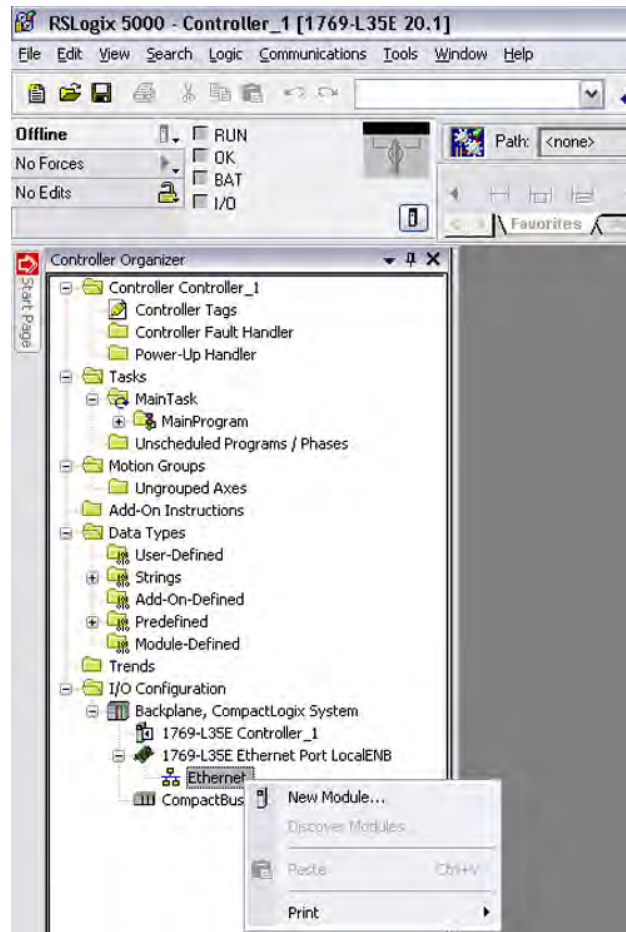 RSLogix 5000 - Controller_1 [1769-L35E 20.1]
File Edit View Search Logic Communications Tools Window Help
Offline RUN
No Forces OK
No Edits BAT
I/O
Path: <none>
Favorites
Start Page
Controller Organizer
Controller Controller_1
Controller Tags
Controller Fault Handler
Power-Up Handler
Tasks
MainTask
MainProgram
Unscheduled Programs / Phases
Motion Groups
Ungrouped Axes
Add-On Instructions
Data Types
User-Defined
Strings
Add-On-Defined
Predefined
Module-Defined
Trends
I/O Configuration
Backplane, CompactLogix System
1769-L35E Controller_1
1769-L35E Ethernet Port LocalENB
Ethernet
CompactBus
New Module...
Discover Modules...
Paste Ctrl+V
Print